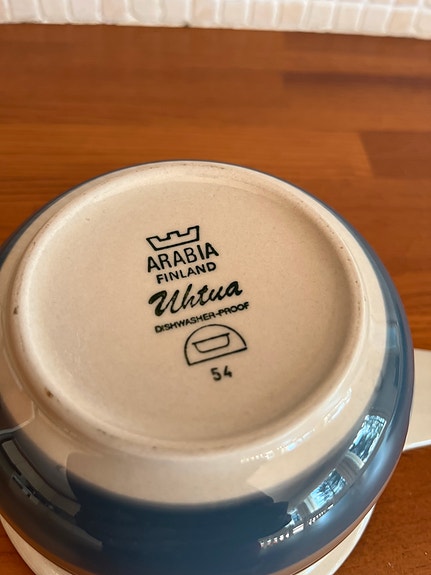 ARABIA
FINLAND
Uhtua
DISHWASHER-PROOF
54